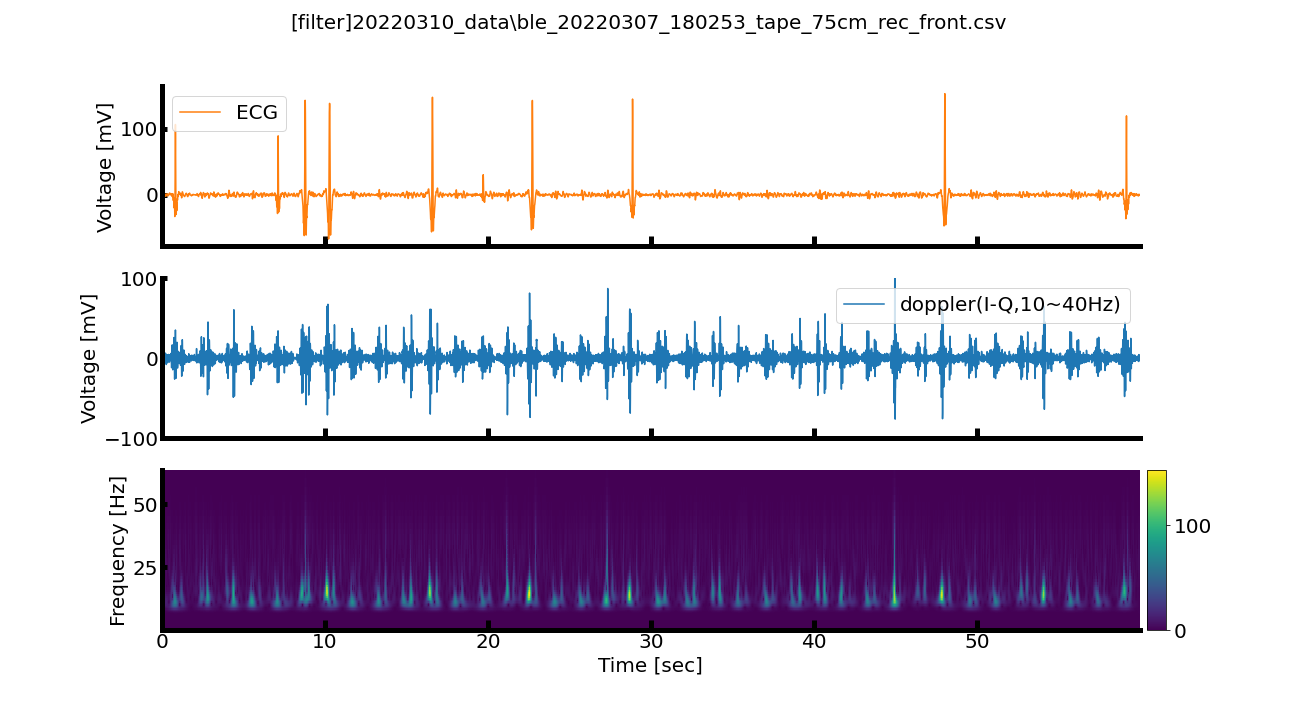 [filter]20220310_data\ble_20220307_180253_tape_75cm_rec_front.csv
ECG
Voltage [mV]
100
0
doppler(I-Q,10~40Hz)
Voltage [mV]
100
0
−100
Frequency [Hz]
50
25
100
0
0 10 20 30 40 50
Time [sec]